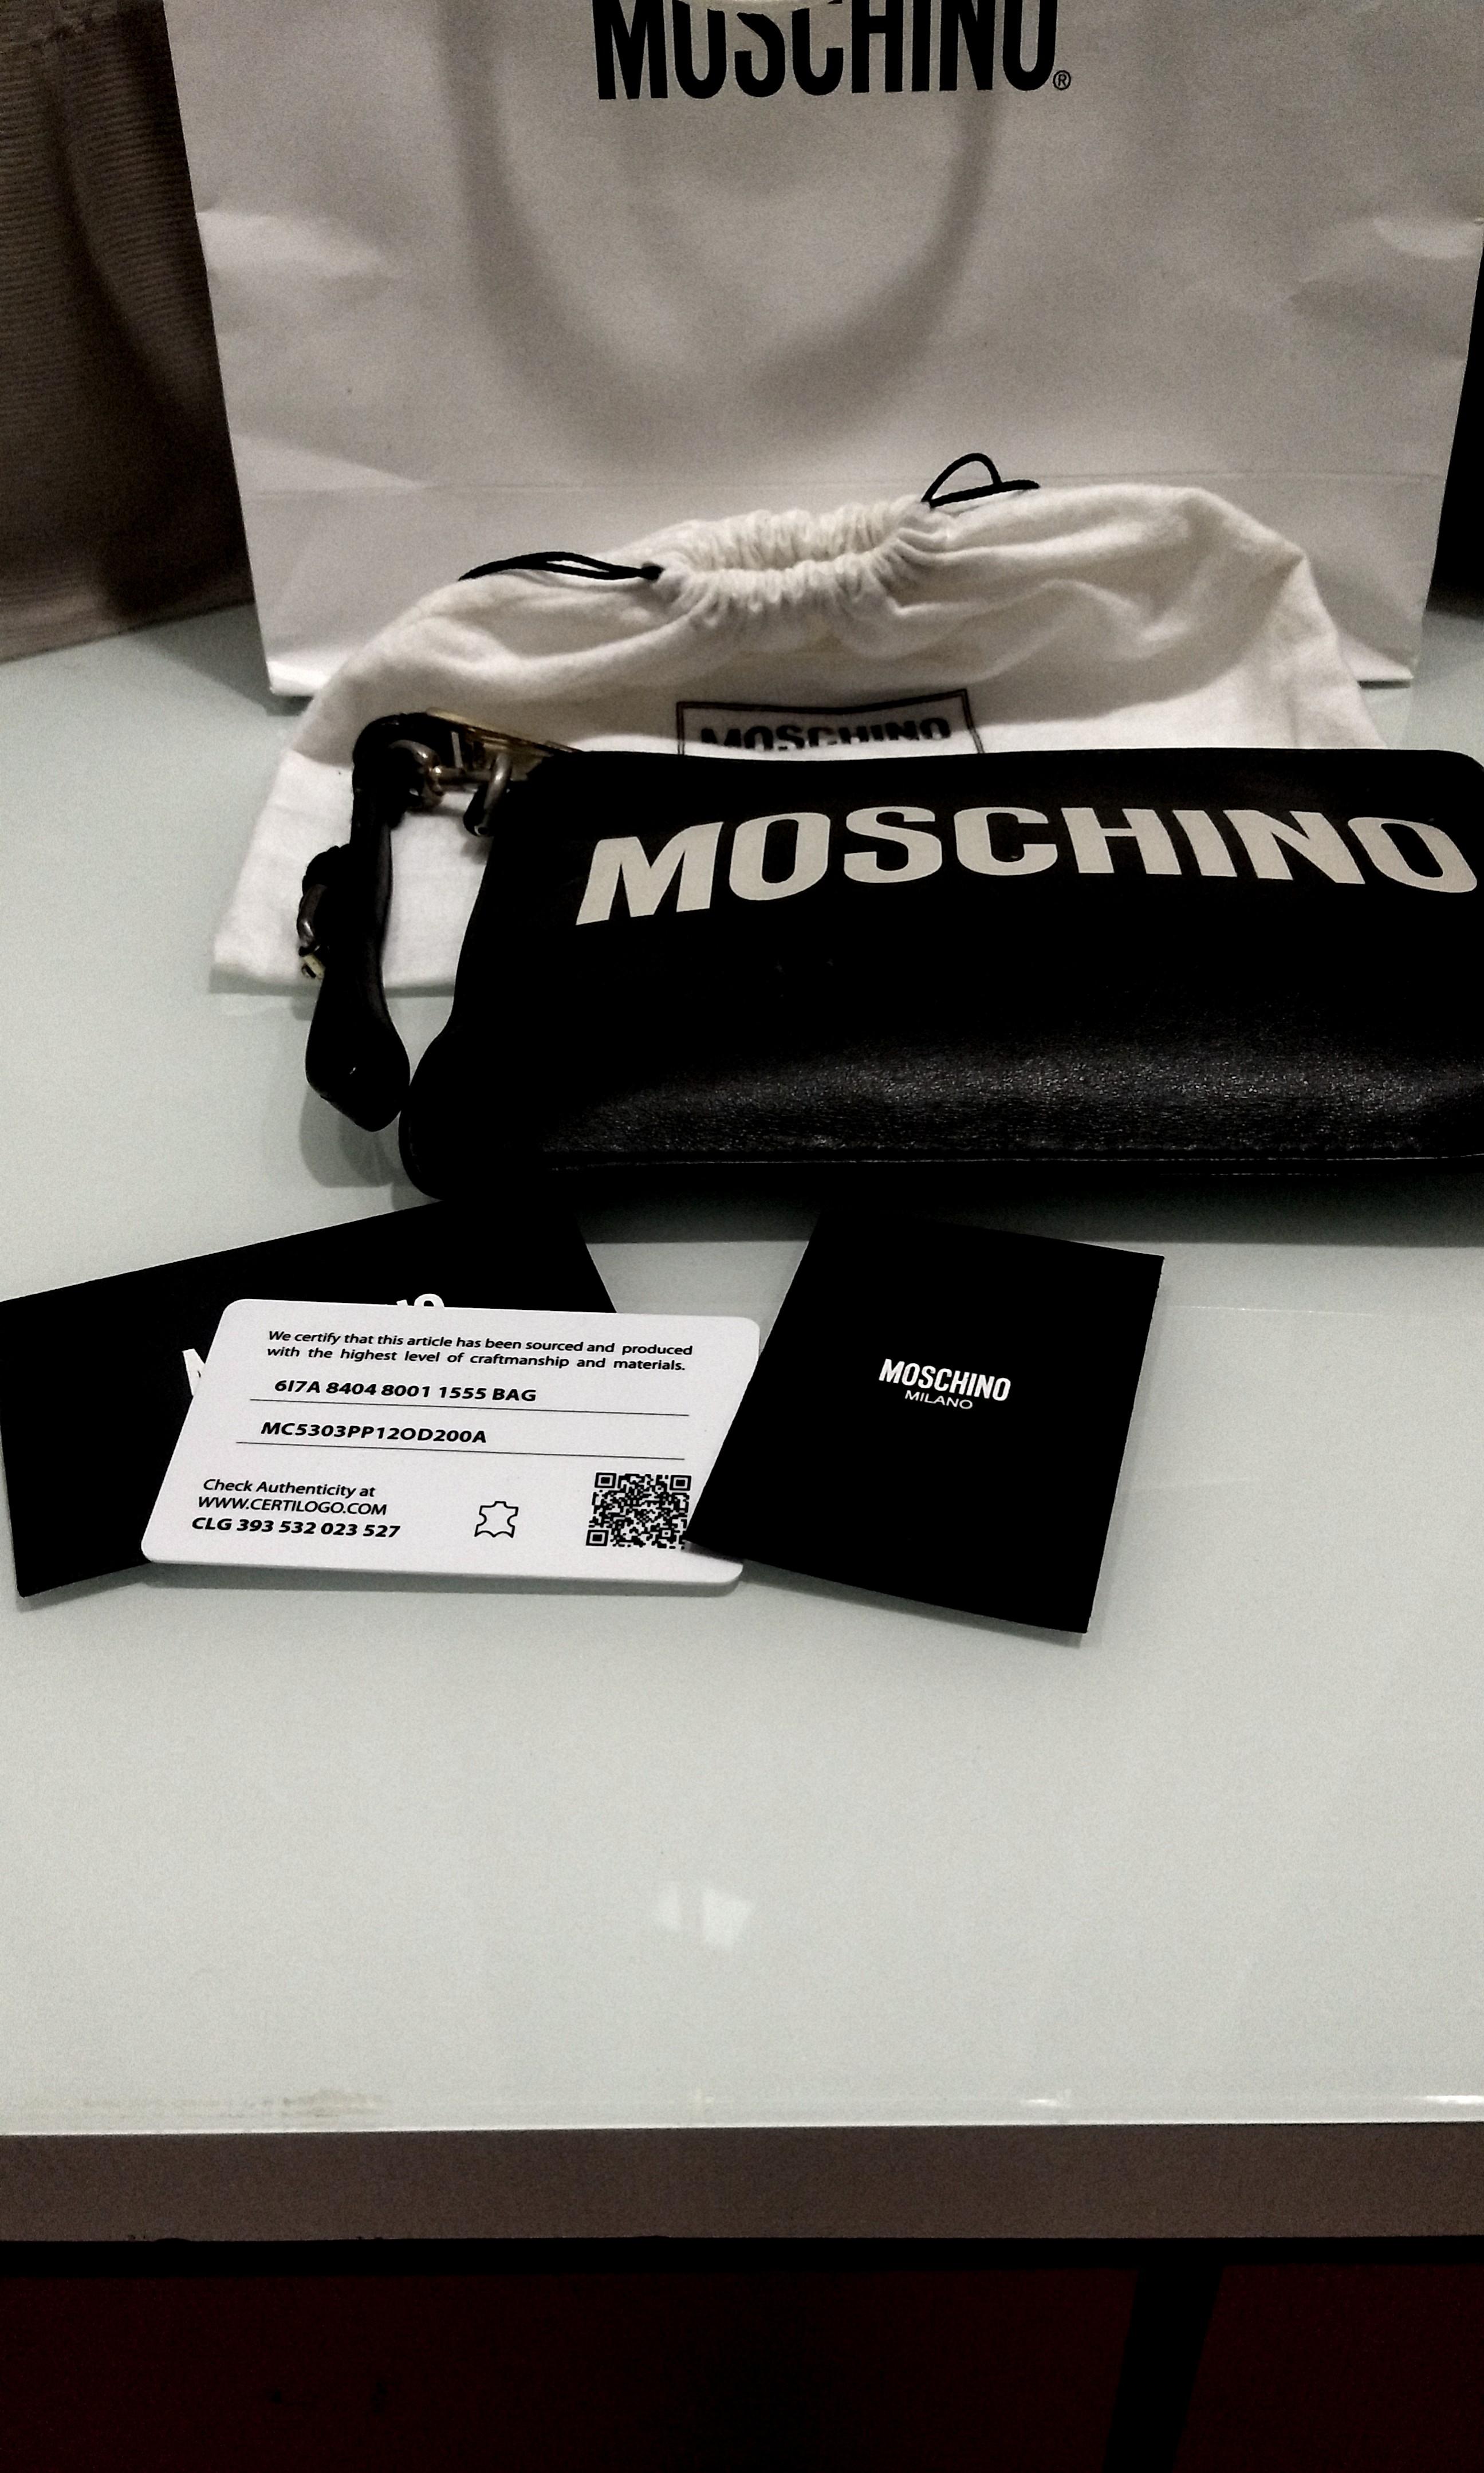 MOSCHINO®
MOSCHINO
MOSCHINO
We certify that this article has been sourced and produced
with the highest level of craftmanship and materials.
6I7A 8404 8001 1555 BAG
MC5303PP12OD200A
Check Authenticity at
WWW.CERTILOGO.COM
CLG 393 532 023 527
MOSCHINO
MILANO